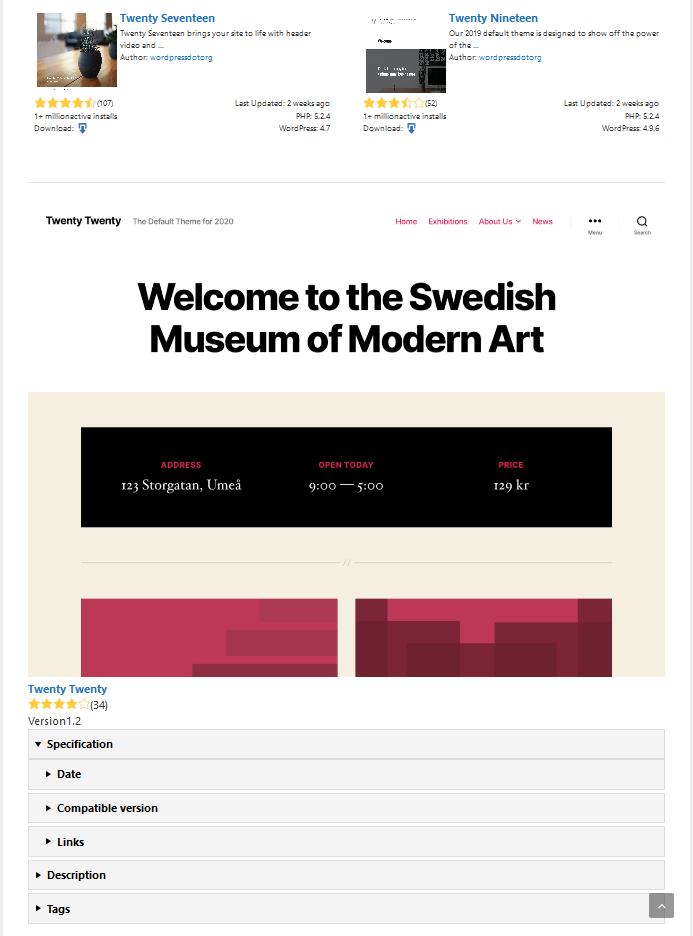 Twenty Seventeen
Twenty Seventeen brings your site to life with header
video and ...
Author: wordpressdotorg
(107)
Last Updated: 2 weeks ago
1+ millionactive installs
PHP: 5.2.4
Download:
WordPress: 4.7
Twenty Nineteen
Our 2019 default theme is designed to show off the power
of the ...
Author: wordpressdotorg
(52)
Last Updated: 2 weeks ago
1+ millionactive installs
PHP: 5.2.4
Download:
WordPress: 4.9.6
Twenty Twenty
The Default Theme for 2020
Home
Exhibitions
About Us
News
Menu
Search
Welcome to the Swedish
Museum of Modern Art
ADDRESS
123 Storgatan, Umeå
OPEN TODAY
9:00 — 5:00
PRICE
129 kr
//
Twenty Twenty
(34)
Version1.2
Specification
Date
Compatible version
Links
Description
Tags